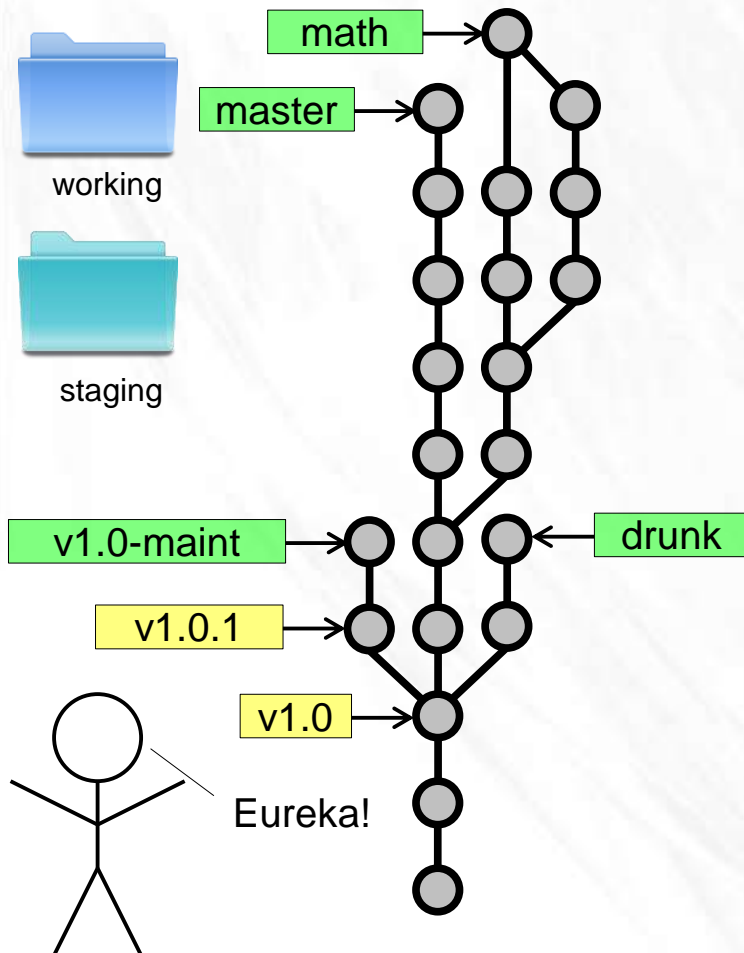 math
master
working
staging
v1.0-maint
drunk
v1.0.1
v1.0
Eureka!